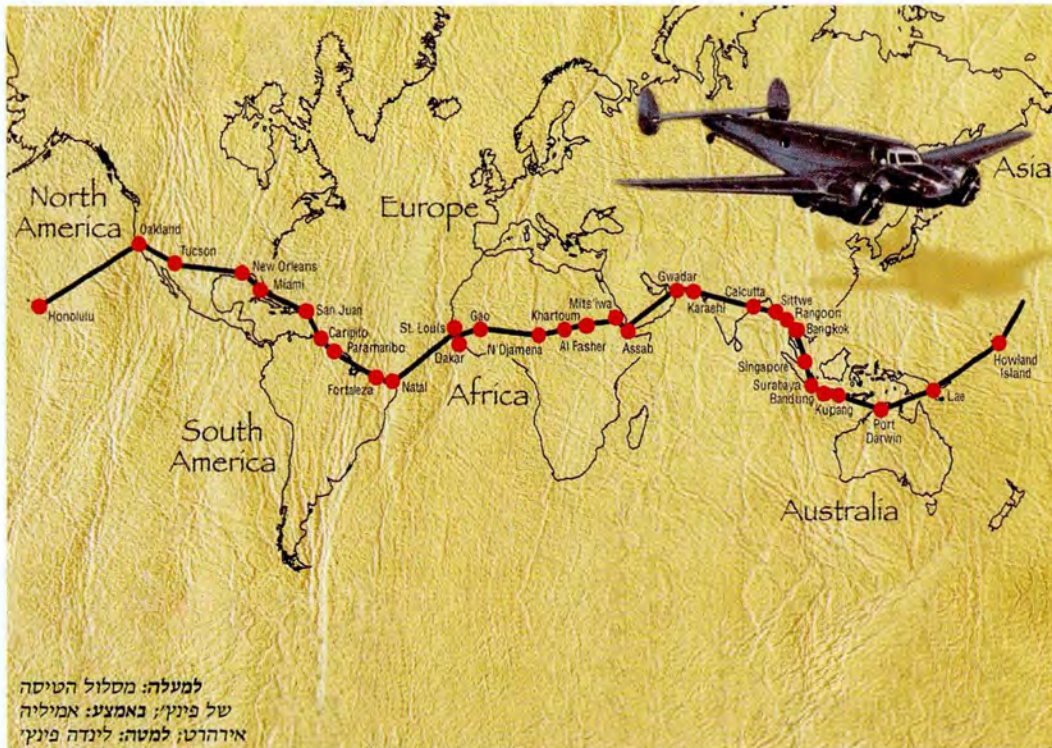 North
America
Europe
Asia
Oakland
Tucson
New Orleans
Miami
Honolulu
San Juan
Caripito
Paramaribo
Fortaleza
Natal
St. Louis
Dakar
Gao
N'Djamena
Khartoum
Al Fasher
Mits'iwa
Assab
Gwadar
Karaehi
Calcutta
Sittwe
Rangoon
Bangkok
Singapore
Surabaya
Bandung
Kupang
Port
Darwin
Lae
Howland
Island
Africa
South
America
Australia
למעלה: מסלול הטיסה
של פינץ'; באמצע: אמיליה
אירהרט; למטה: לינדה פינץ'